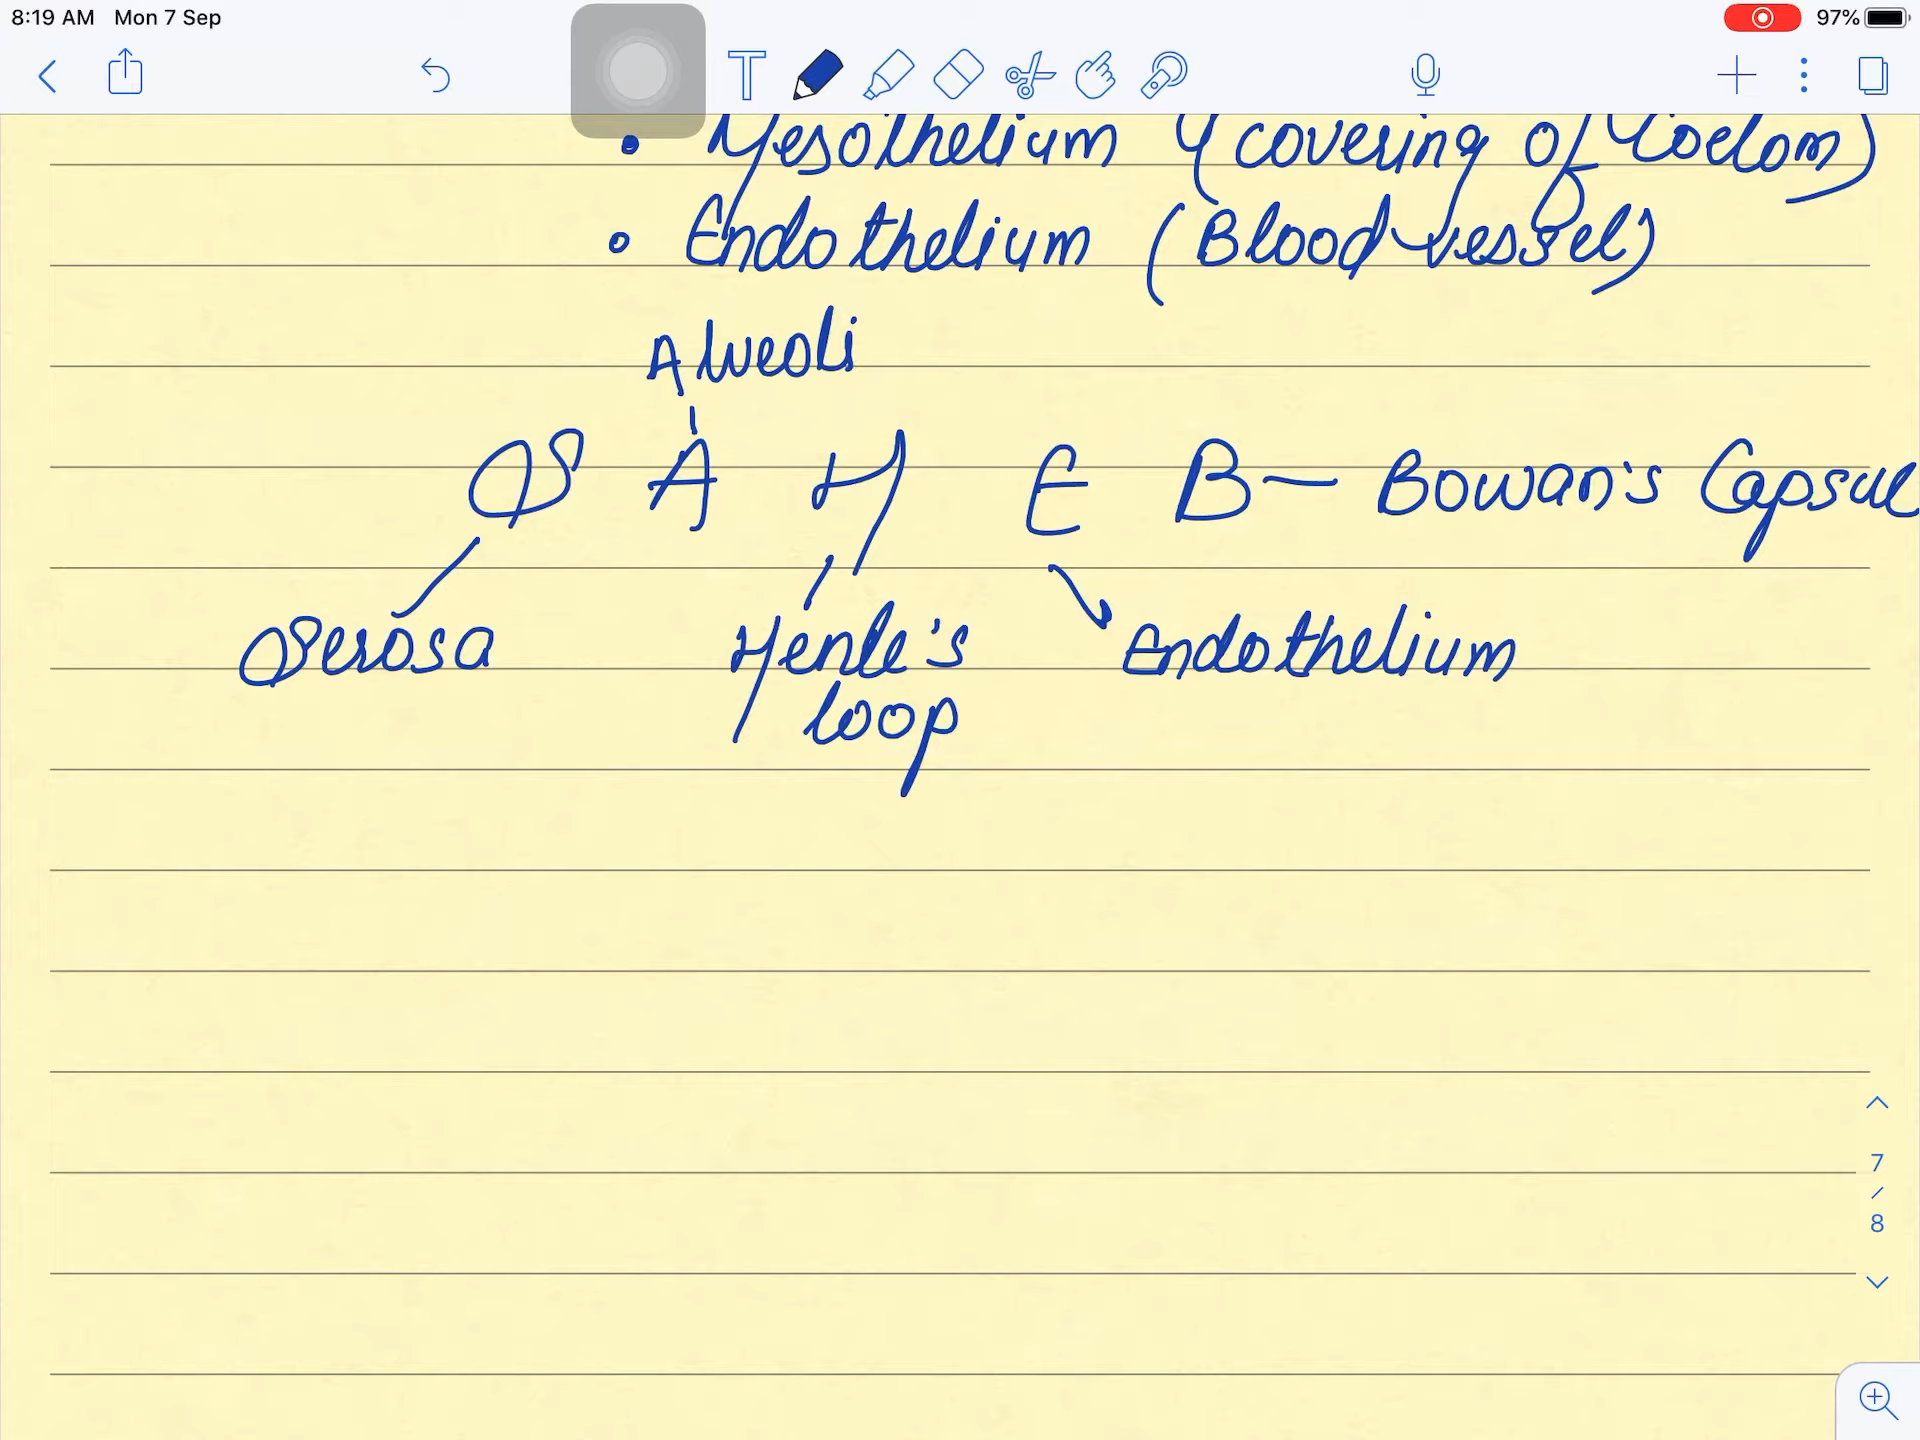 8:19 AM Mon 7 Sep 97%
T
• Mesothelium (covering of Coelom)
• Endothelium (Blood vessel)
Alveoli
S A H E B — Bowan's Capsul
Serosa Henle's Endothelium
loop
7
/
8